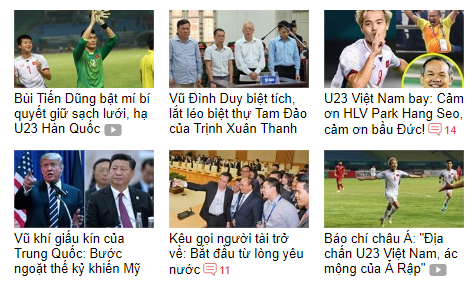 Bùi Tiến Dũng bật mí bí
quyết giữ sạch lưới, hạ
U23 Hàn Quốc
Vũ Đình Duy biệt tích,
lắt léo biệt thự Tam Đảo
của Trịnh Xuân Thanh
U23 Việt Nam bay: Cảm
ơn HLV Park Hang Seo,
cảm ơn bầu Đức! 14
Vũ khí giấu kín của
Trung Quốc: Bước
ngoặt thế kỷ khiến Mỹ
Kêu gọi người tài trở
về: Bắt đầu từ lòng yêu
nước 11
Báo chí châu Á: "Địa
chấn U23 Việt Nam, ác
mộng của Ả Rập"